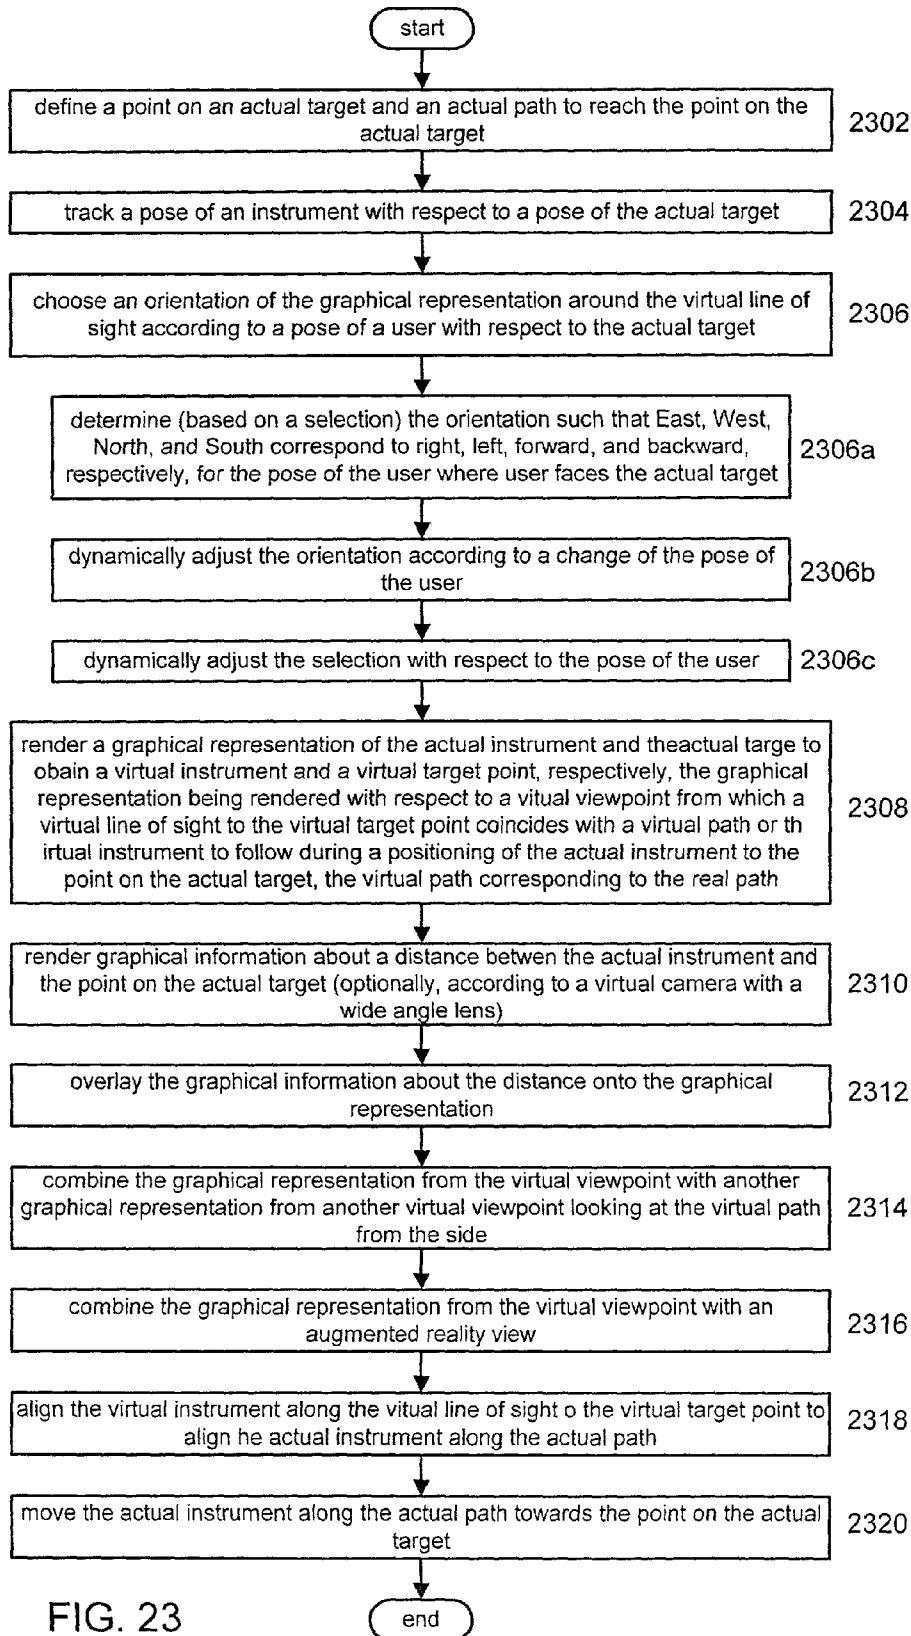 start
define a point on an actual target and an actual path to reach the point on the
actual target
2302
track a pose of an instrument with respect to a pose of the actual target
2304
choose an orientation of the graphical representation around the virtual line of
sight according to a pose of a user with respect to the actual target
2306
determine (based on a selection) the orientation such that East, West,
North, and South correspond to right, left, forward, and backward,
respectively, for the pose of the user where user faces the actual target
2306a
dynamically adjust the orientation according to a change of the pose of
the user
2306b
dynamically adjust the selection with respect to the pose of the user
2306c
render a graphical representation of the actual instrument and theactual targe to
obain a virtual instrument and a virtual target point, respectively, the graphical
representation being rendered with respect to a vitual viewpoint from which a
virtual line of sight to the virtual target point coincides with a virtual path or th
irtual instrument to follow during a positioning of the actual instrument to the
point on the actual target, the virtual path corresponding to the real path
2308
render graphical information about a distance betwen the actual instrument and
the point on the actual target (optionally, according to a virtual camera with a
wide angle lens)
2310
overlay the graphical information about the distance onto the graphical
representation
2312
combine the graphical representation from the virtual viewpoint with another
graphical representation from another virtual viewpoint looking at the virtual path
from the side
2314
combine the graphical representation from the virtual viewpoint with an
augmented reality view
2316
align the virtual instrument along the vitual line of sight o the virtual target point to
align he actual instrument along the actual path
2318
move the actual instrument along the actual path towards the point on the actual
target
2320
end
FIG. 23